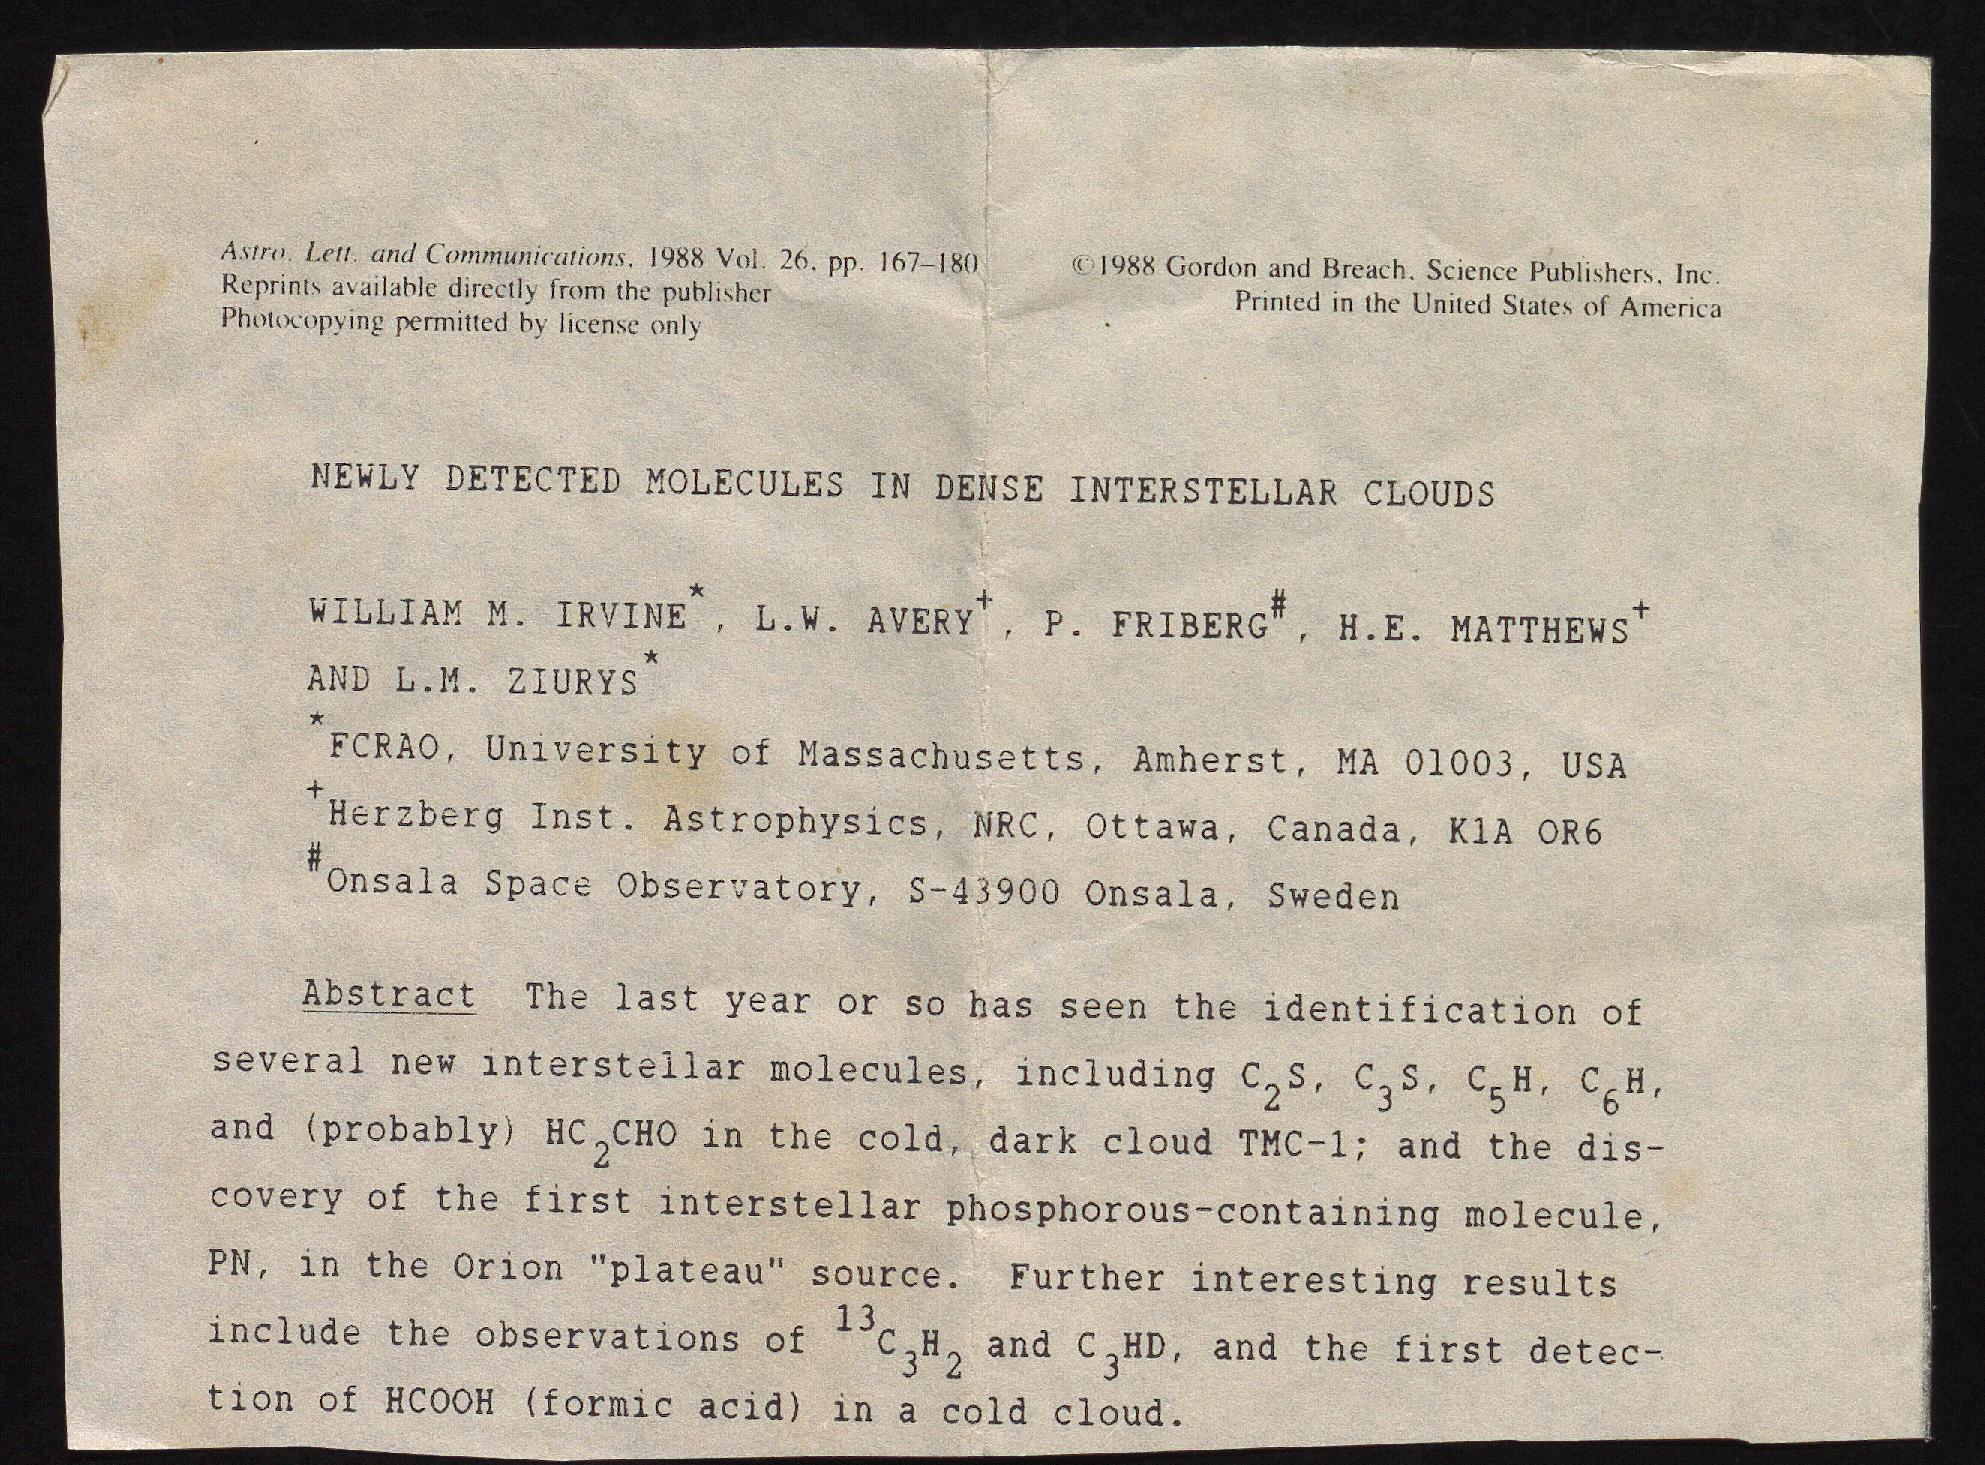 Astro. Lett. and Communications, 1988 Vol. 26, pp. 167–180
Reprints available directly from the publisher
Photocopying permitted by license only
©1988 Gordon and Breach, Science Publishers, Inc.
Printed in the United States of America
NEWLY DETECTED MOLECULES IN DENSE INTERSTELLAR CLOUDS
WILLIAM M. IRVINE*, L.W. AVERY+, P. FRIBERG#, H.E. MATTHEWS+
AND L.M. ZIURYS*
*FCRAO, University of Massachusetts, Amherst, MA 01003, USA
+Herzberg Inst. Astrophysics, NRC, Ottawa, Canada, K1A OR6
#Onsala Space Observatory, S-43900 Onsala, Sweden
Abstract The last year or so has seen the identification of
several new interstellar molecules, including C₂S, C₃S, C₅H, C₆H,
and (probably) HC₂CHO in the cold, dark cloud TMC-1; and the dis-
covery of the first interstellar phosphorous-containing molecule,
PN, in the Orion "plateau" source. Further interesting results
include the observations of ¹³C₃H₂ and C₃HD, and the first detec-
tion of HCOOH (formic acid) in a cold cloud.